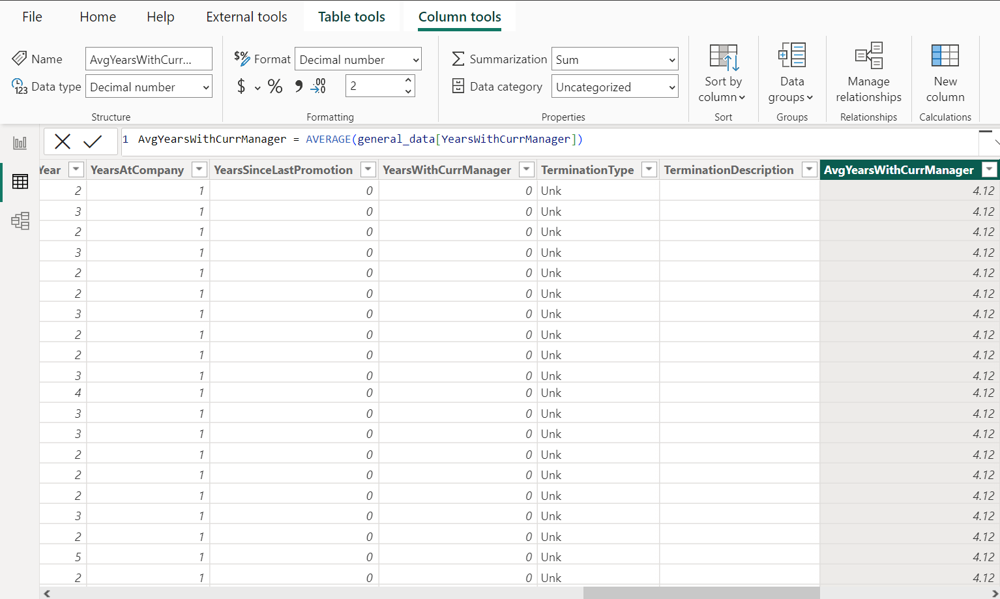 File Home Help External tools Table tools Column tools
Name AvgYearsWithCurr... $% Format Decimal number Summarization Sum
123 Data type Decimal number $ % .00 →.0 2 Data category Uncategorized
Sort by column Data groups Manage relationships New column
Structure Formatting Properties Sort Groups Relationships Calculations
1 AvgYearsWithCurrManager = AVERAGE(general_data[YearsWithCurrManager])
Year YearsAtCompany YearsSinceLastPromotion YearsWithCurrManager TerminationType TerminationDescription AvgYearsWithCurrManager
2 1 0 0 Unk 4.12
3 1 0 0 Unk 4.12
2 1 0 0 Unk 4.12
3 1 0 0 Unk 4.12
2 1 0 0 Unk 4.12
2 1 0 0 Unk 4.12
3 1 0 0 Unk 4.12
2 1 0 0 Unk 4.12
2 1 0 0 Unk 4.12
3 1 0 0 Unk 4.12
4 1 0 0 Unk 4.12
3 1 0 0 Unk 4.12
3 1 0 0 Unk 4.12
2 1 0 0 Unk 4.12
2 1 0 0 Unk 4.12
2 1 0 0 Unk 4.12
3 1 0 0 Unk 4.12
2 1 0 0 Unk 4.12
5 1 0 0 Unk 4.12
2 1 0 0 Unk 4.12